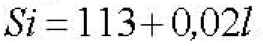 Si = 113 + 0,02l